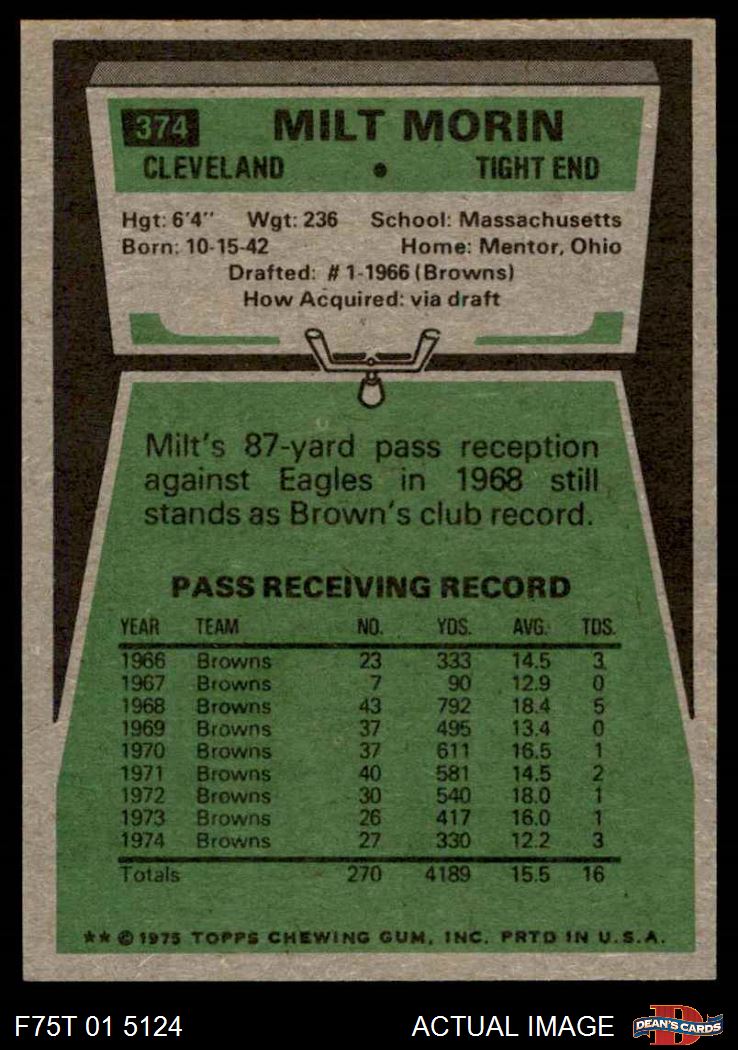 374 MILT MORIN
CLEVELAND • TIGHT END
Hgt: 6'4" Wgt: 236 School: Massachusetts
Born: 10-15-42 Home: Mentor, Ohio
Drafted: #1-1966 (Browns)
How Acquired: via draft
Milt's 87-yard pass reception
against Eagles in 1968 still
stands as Brown's club record.
PASS RECEIVING RECORD
YEAR TEAM NO. YDS. AVG. TDS.
1966 Browns 23 333 14.5 3
1967 Browns 7 90 12.9 0
1968 Browns 43 792 18.4 5
1969 Browns 37 495 13.4 0
1970 Browns 37 611 16.5 1
1971 Browns 40 581 14.5 2
1972 Browns 30 540 18.0 1
1973 Browns 26 417 16.0 1
1974 Browns 27 330 12.2 3
Totals 270 4189 15.5 16
** © 1975 TOPPS CHEWING GUM, INC. PRTD IN U.S.A.
F75T 01 5124 ACTUAL IMAGE D DEAN'S CARDS